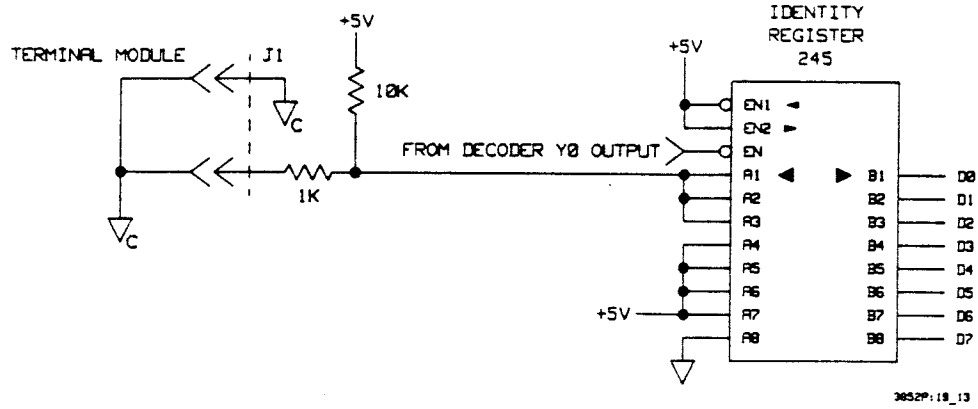 IDENTITY
REGISTER
245
+5V
+5V
TERMINAL MODULE
J1
10K
C
EN1
EN2
FROM DECODER Y0 OUTPUT
EN
1K
C
A1 B1 D0
A2 B2 D1
A3 B3 D2
A4 B4 D3
A5 B5 D4
A6 B6 D5
+5V
A7 B7 D6
A8 B8 D7
3852P:19_13